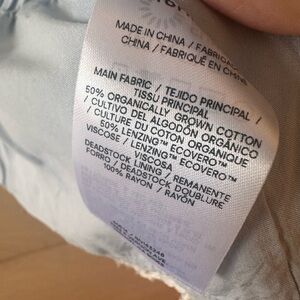 MADE IN CHINA / FABRICADO
CHINA / FABRIQUÉ EN CHINE
MAIN FABRIC / TEJIDO PRINCIPAL /
TISSU PRINCIPAL
50% ORGANICALLY GROWN COTTON
/ CULTIVO DEL ALGODÓN ORGÁNICO
/ CULTURE DU COTON ORGANIQUE
50% LENZING™ ECOVERO™
VISCOSE / LENZING™ ECOVERO™
VISCOSA
DEADSTOCK LINING / REMANENTE
FORRO / DEADSTOCK DOUBLURE
100% RAYON / RAYÓN